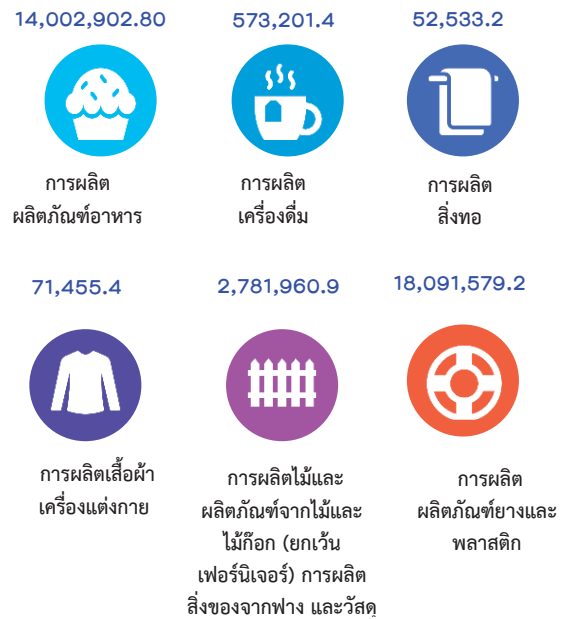 14,002,902.80
573,201.4
52,533.2
การผลิต
ผลิตภัณฑ์อาหาร
การผลิต
เครื่องดื่ม
การผลิต
สิ่งทอ
71,455.4
2,781,960.9
18,091,579.2
การผลิตเสื้อผ้า
เครื่องแต่งกาย
การผลิตไม้และ
ผลิตภัณฑ์จากไม้และ
ไม้ก๊อก (ยกเว้น
เฟอร์นิเจอร์) การผลิต
สิ่งของจากฟาง และวัสดุ
การผลิต
ผลิตภัณฑ์ยางและ
พลาสติก